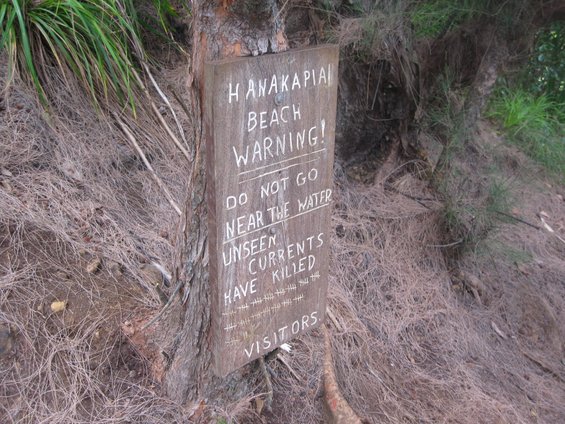 HANAKAPIAI
BEACH
WARNING!
DO NOT GO
NEAR THE WATER
UNSEEN
CURRENTS
HAVE KILLED
VISITORS